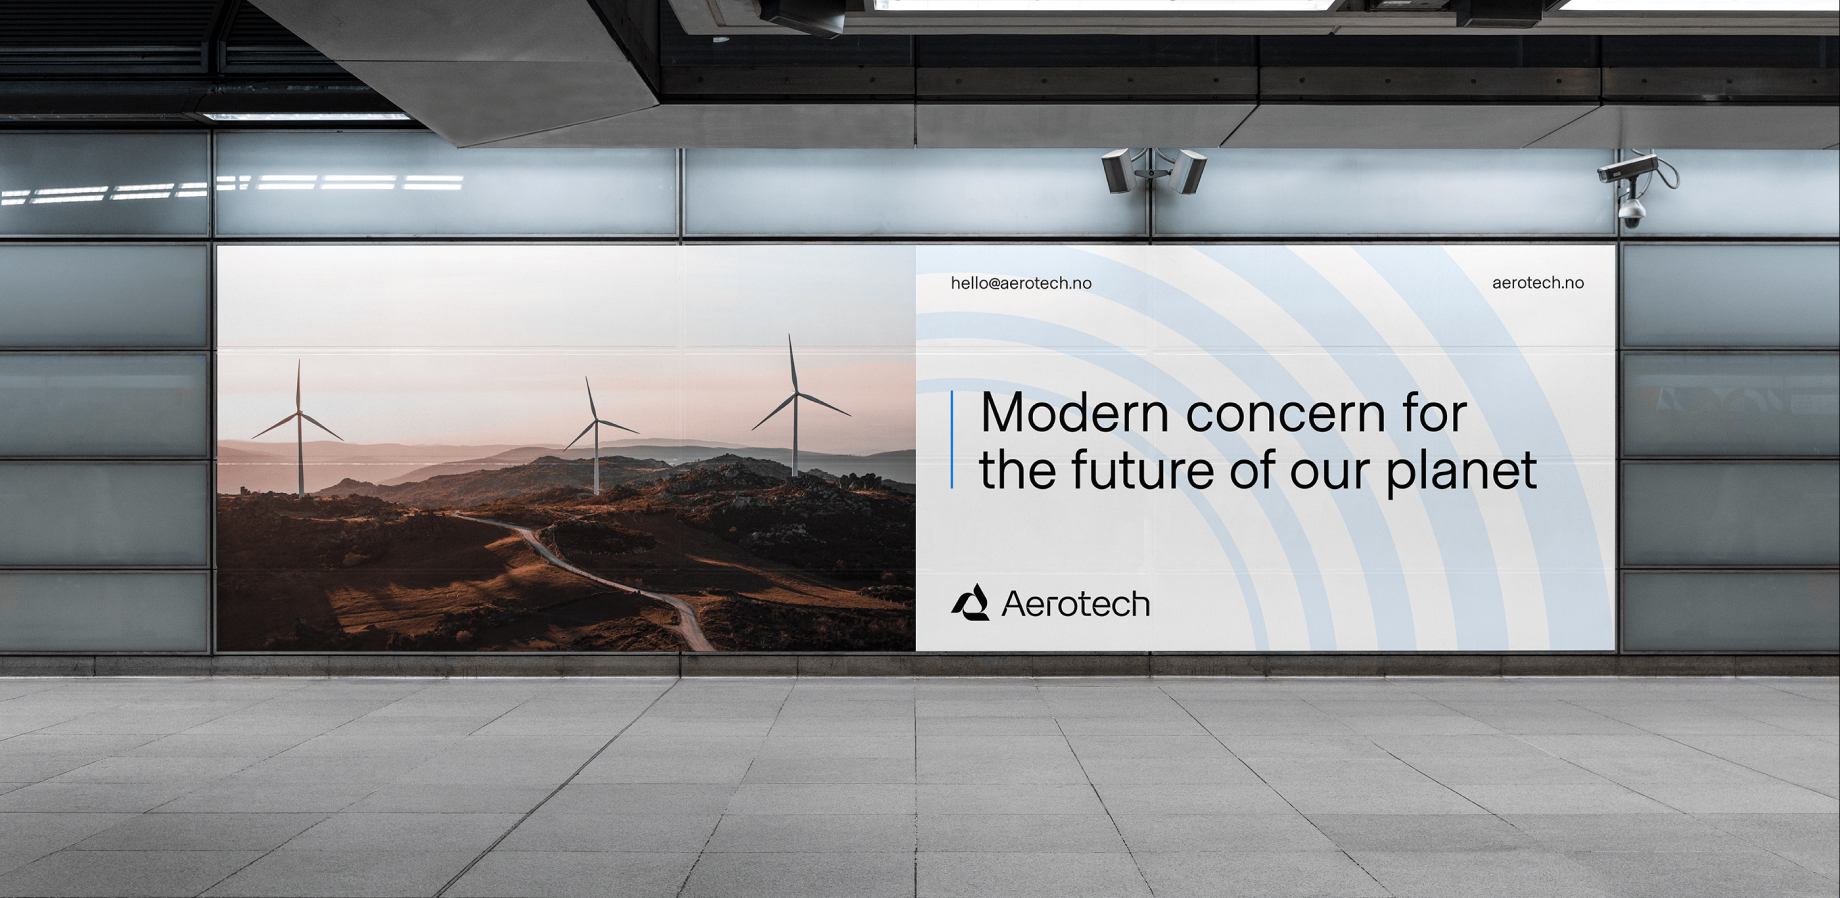 hello@aerotech.no
aerotech.no
Modern concern for
the future of our planet
Aerotech